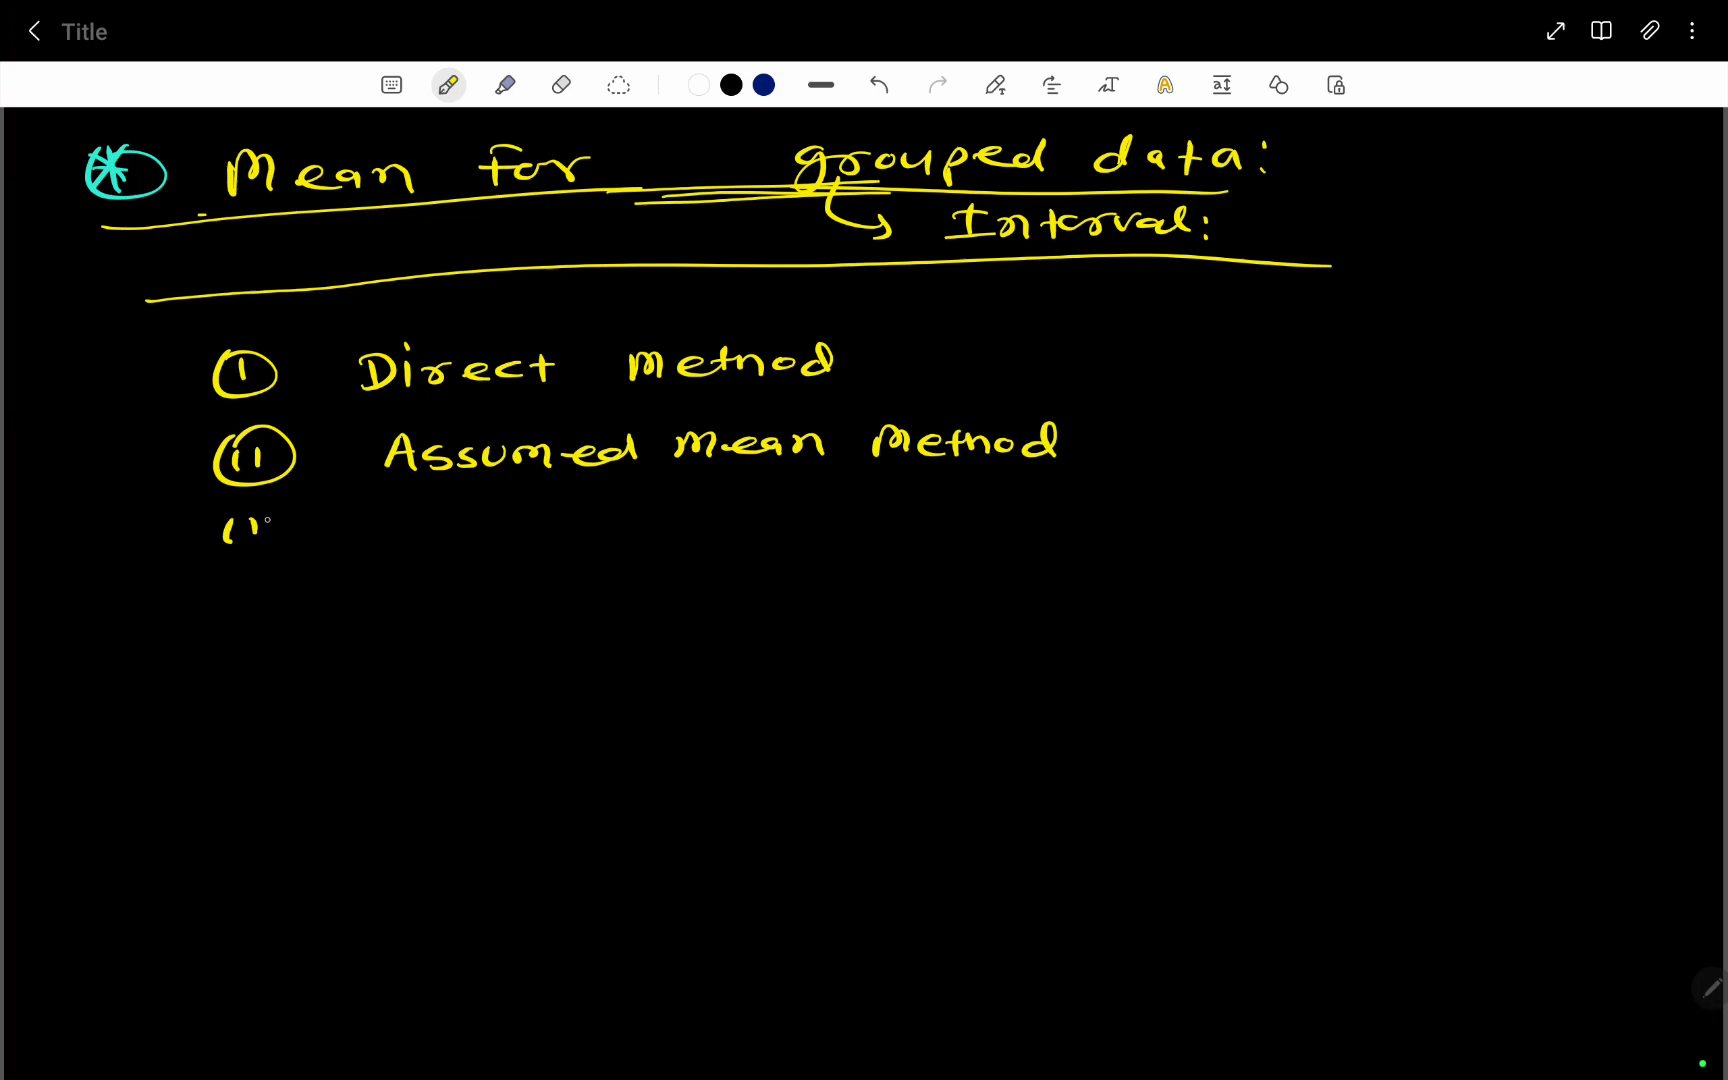 Title
Mean for grouped data:
Interval:
(i) Direct Method
(ii) Assumed mean Method
(i